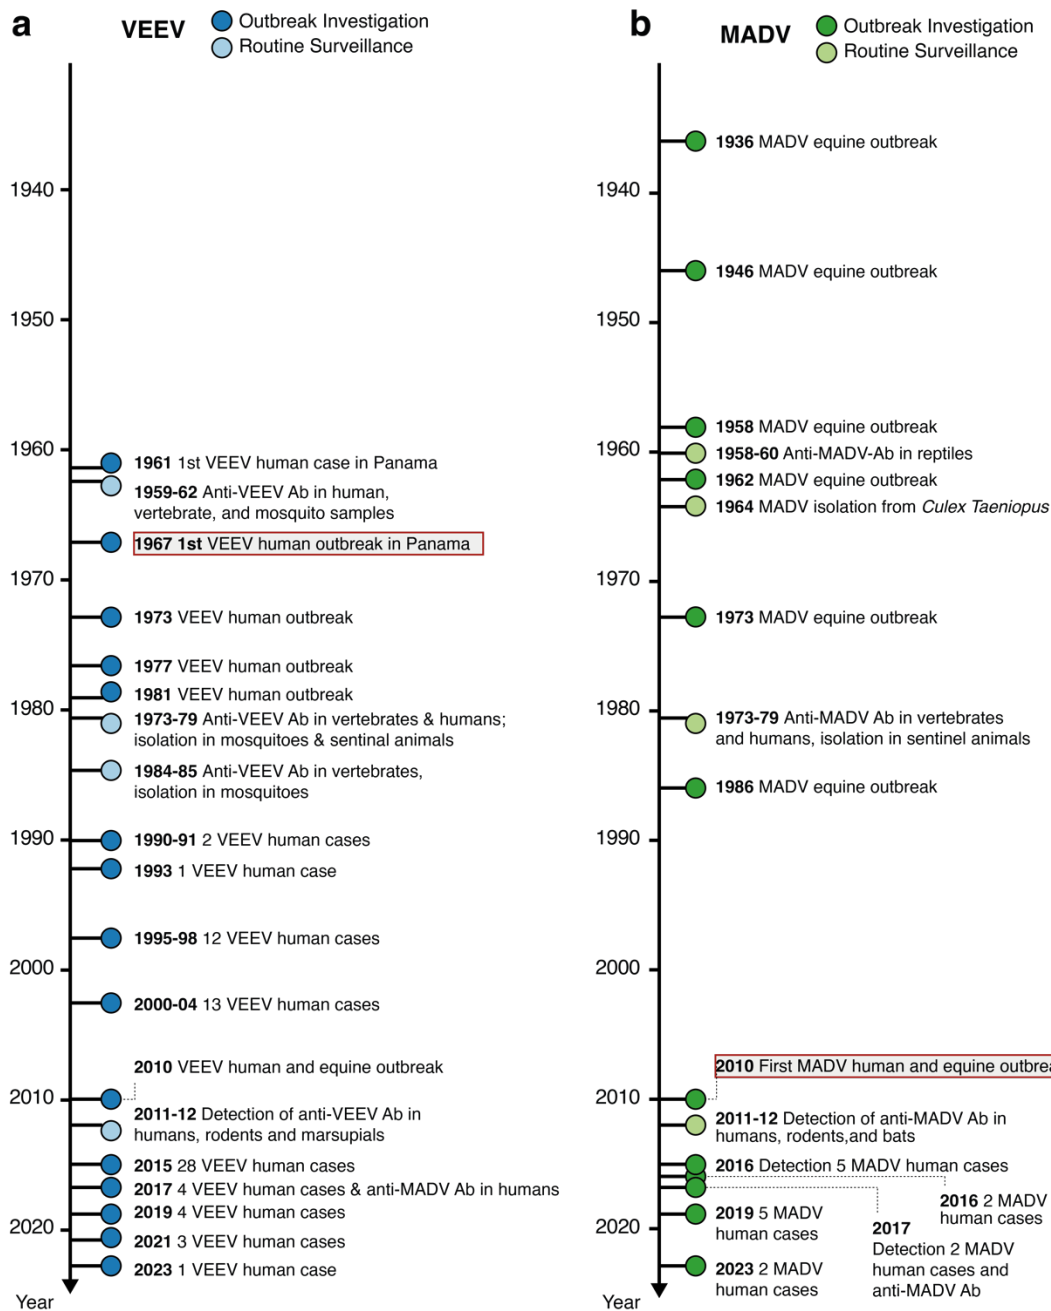 a
VEEV
Outbreak Investigation
Routine Surveillance
1940
1950
1960
1970
1980
1990
2000
2010
2020
Year
1961 1st VEEV human case in Panama
1959-62 Anti-VEEV Ab in human,
vertebrate, and mosquito samples
1967 1st VEEV human outbreak in Panama
1973 VEEV human outbreak
1977 VEEV human outbreak
1981 VEEV human outbreak
1973-79 Anti-VEEV Ab in vertebrates & humans;
isolation in mosquitoes & sentinal animals
1984-85 Anti-VEEV Ab in vertebrates,
isolation in mosquitoes
1990-91 2 VEEV human cases
1993 1 VEEV human case
1995-98 12 VEEV human cases
2000-04 13 VEEV human cases
2010 VEEV human and equine outbreak
2011-12 Detection of anti-VEEV Ab in
humans, rodents and marsupials
2015 28 VEEV human cases
2017 4 VEEV human cases & anti-MADV Ab in humans
2019 4 VEEV human cases
2021 3 VEEV human cases
2023 1 VEEV human case
b
MADV
Outbreak Investigation
Routine Surveillance
1940
1950
1960
1970
1980
1990
2000
2010
2020
Year
1936 MADV equine outbreak
1946 MADV equine outbreak
1958 MADV equine outbreak
1958-60 Anti-MADV-Ab in reptiles
1962 MADV equine outbreak
1964 MADV isolation from Culex Taeniopus
1973 MADV equine outbreak
1973-79 Anti-MADV Ab in vertebrates
and humans, isolation in sentinel animals
1986 MADV equine outbreak
2010 First MADV human and equine outbrea
2011-12 Detection of anti-MADV Ab in
humans, rodents,and bats
2016 Detection 5 MADV human cases
2016 2 MADV
human cases
2019 5 MADV
human cases
2017
Detection 2 MADV
human cases and
anti-MADV Ab
2023 2 MADV
human cases